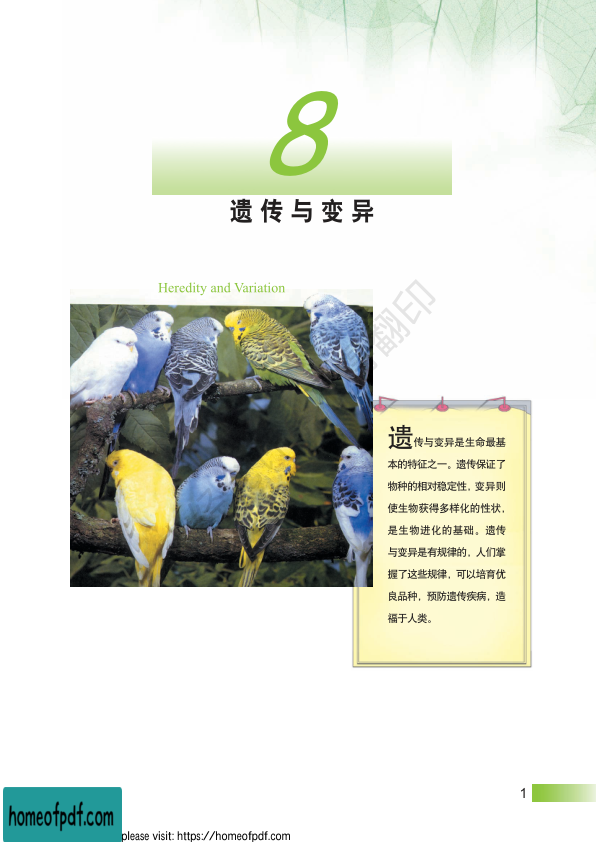 8
遗传与变异
Heredity and Variation
翻印
遗传与变异是生命最基
本的特征之一。遗传保证了
物种的相对稳定性，变异则
使生物获得多样化的性状，
是生物进化的基础。遗传
与变异是有规律的，人们掌
握了这些规律，可以培育优
良品种，预防遗传疾病，造
福于人类。
1
homeofpdf.com
please visit: https://homeofpdf.com